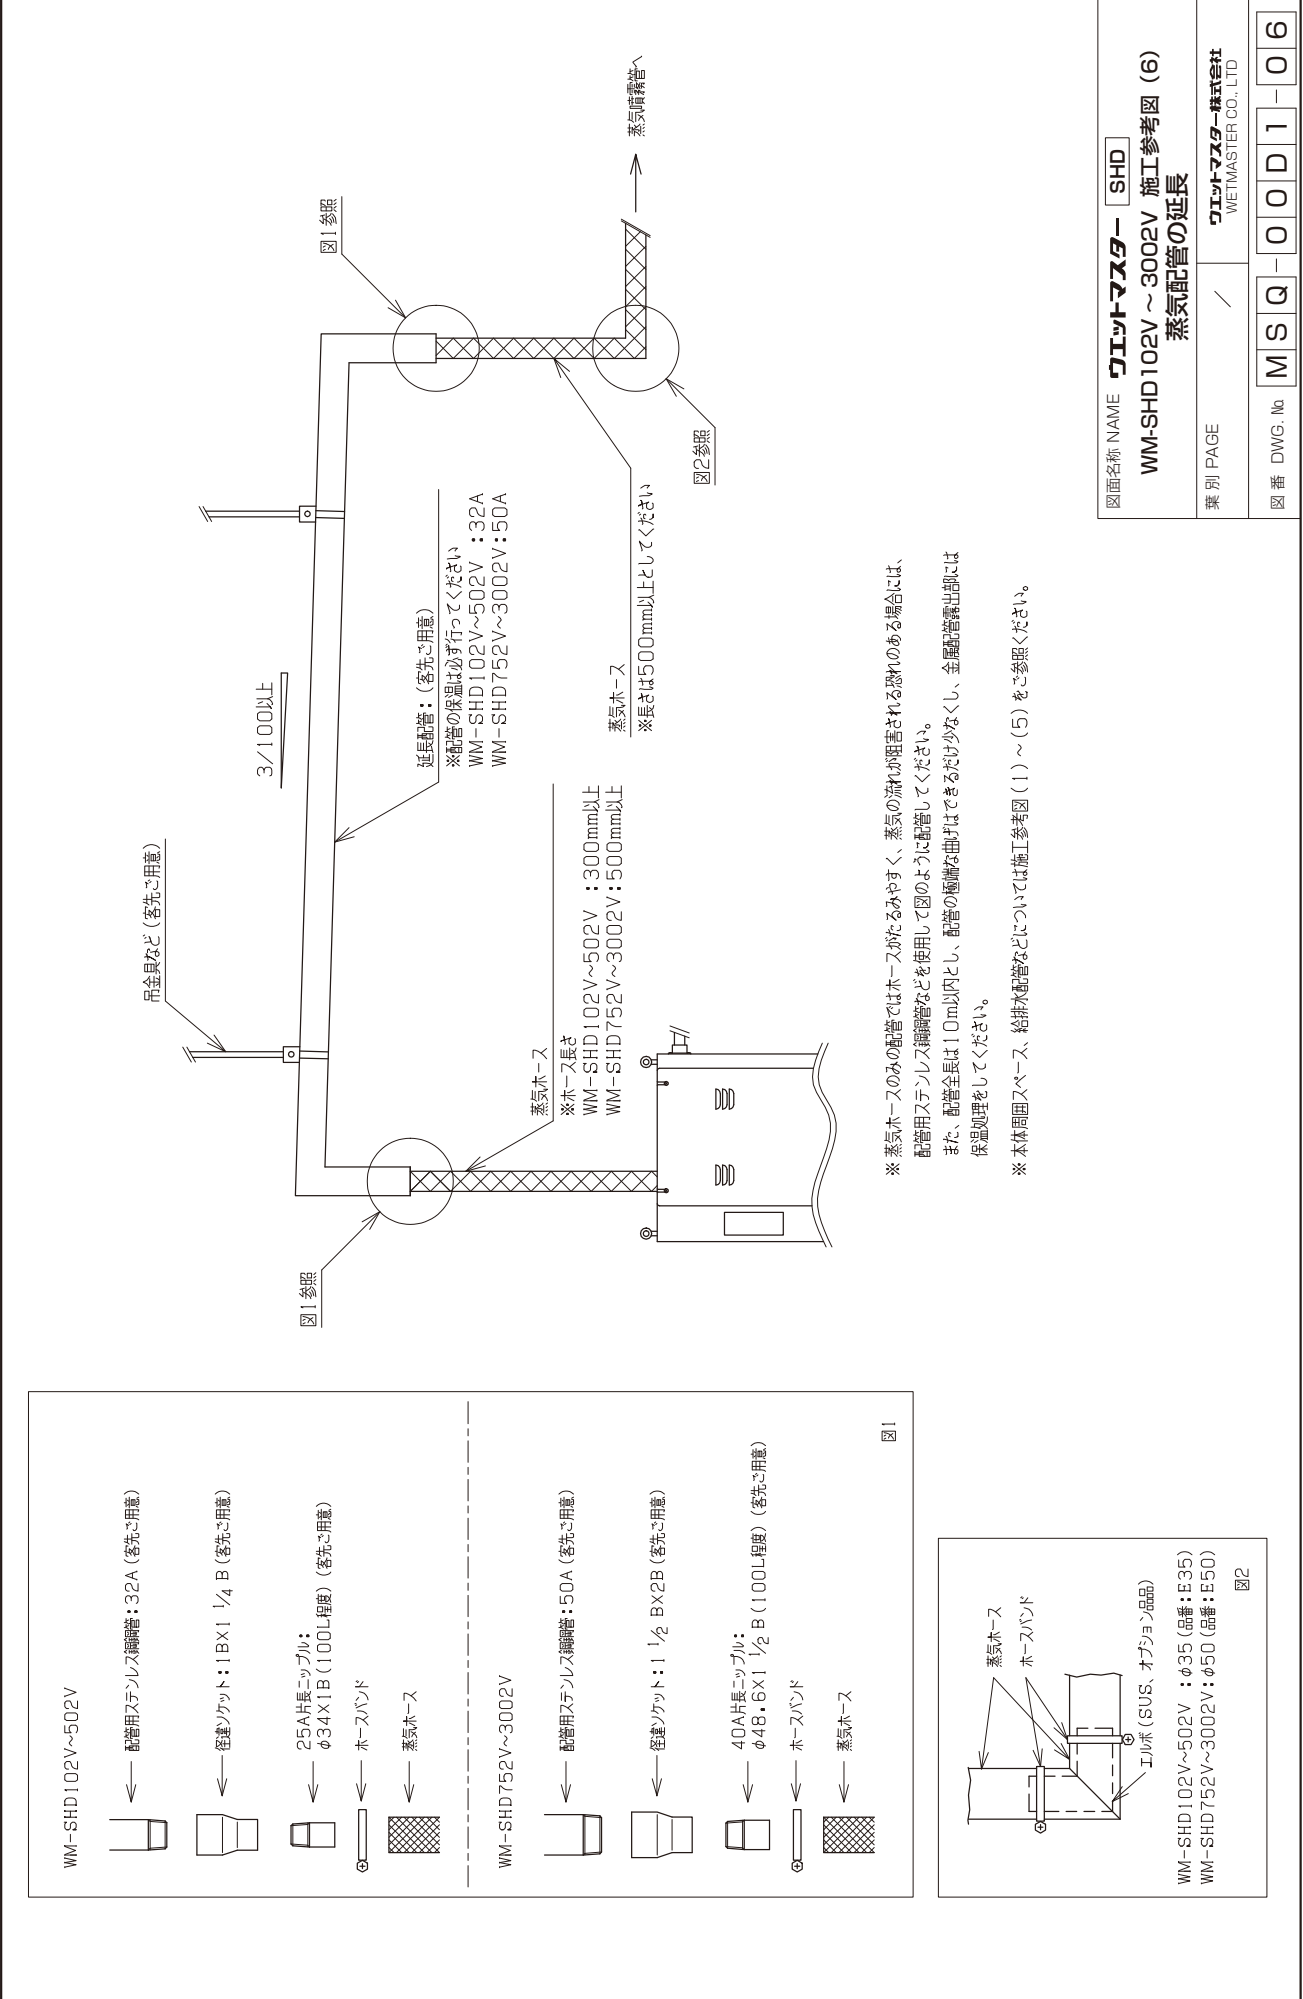 WM-SHD102V~502V
配管用ステンレス鋼鋼管:32A(客先ご用意)
径違ソケット:1BX1 1/4 B(客先ご用意)
25A片長ニップル:
φ34X1B(100L程度)(客先ご用意)
ホースバンド
蒸気ホース
WM-SHD752V~3002V
配管用ステンレス鋼鋼管:50A(客先ご用意)
径違ソケット:1 1/2 BX2B(客先ご用意)
40A片長ニップル:
φ48.6X1 1/2 B(100L程度)(客先ご用意)
ホースバンド
蒸気ホース
図1
蒸気ホース
ホースバンド
エルボ(SUS、オプション品品)
WM-SHD102V~502V :φ35(品番:E35)
WM-SHD752V~3002V:φ50(品番:E50)
図2
吊金具など(客先ご用意)
3/100以上
図1参照
図1参照
蒸気噴霧管へ
延長配管:(客先ご用意)
※配管の保温は必ず行ってください
WM-SHD102V~502V :32A
WM-SHD752V~3002V:50A
蒸気ホース
※ホース長さ
WM-SHD102V~502V :300mm以上
WM-SHD752V~3002V:500mm以上
蒸気ホース
※長さは500mm以上としてください
図2参照
※ 蒸気ホースのみの配管ではホースがたるみやすく、蒸気の流れが阻害される恐れのある場合には、
配管用ステンレス鋼鋼管などを使用して図のように配管してください。
また、配管全長は10m以内とし、配管の極端な曲げはできるだけ少なくし、金属配管露出部には
保温処理をしてください。
※ 本体周囲スペース、給排水配管などについては施工参考図(1)~(5)をご参照ください。
図面名称 NAME ウエットマスター SHD
WM-SHD102V ~ 3002V 施工参考図(6)
蒸気配管の延長
葉 別 PAGE /
ウエットマスター株式会社
WETMASTER CO., LTD
図 番 DWG. № MSQ-00D1-06